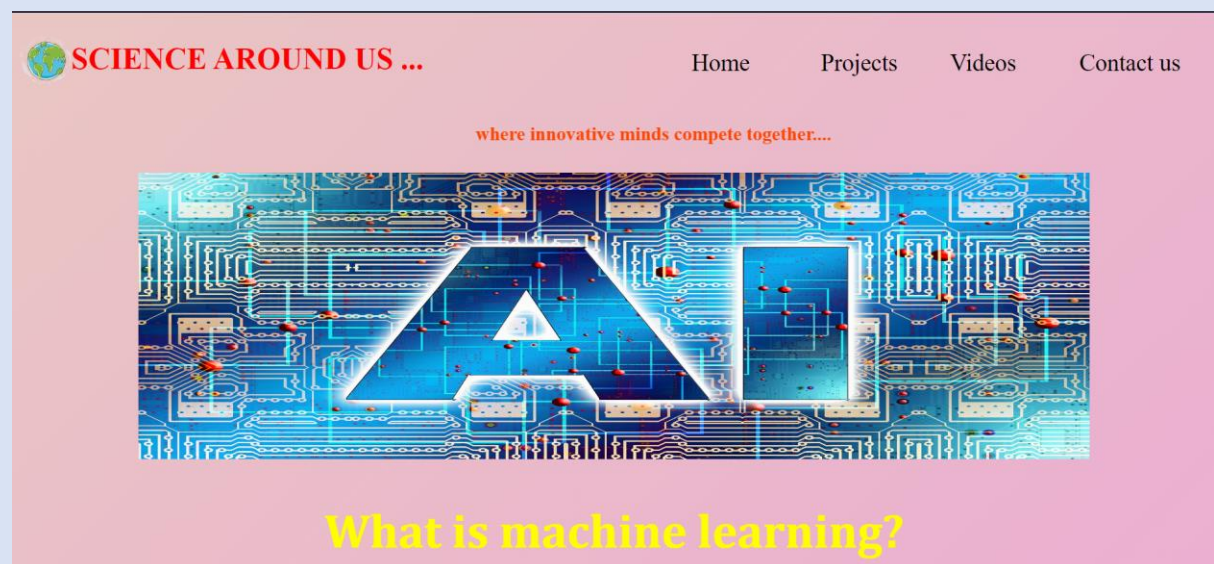 SCIENCE AROUND US ...
Home Projects Videos Contact us
where innovative minds compete together....
AI
What is machine learning?